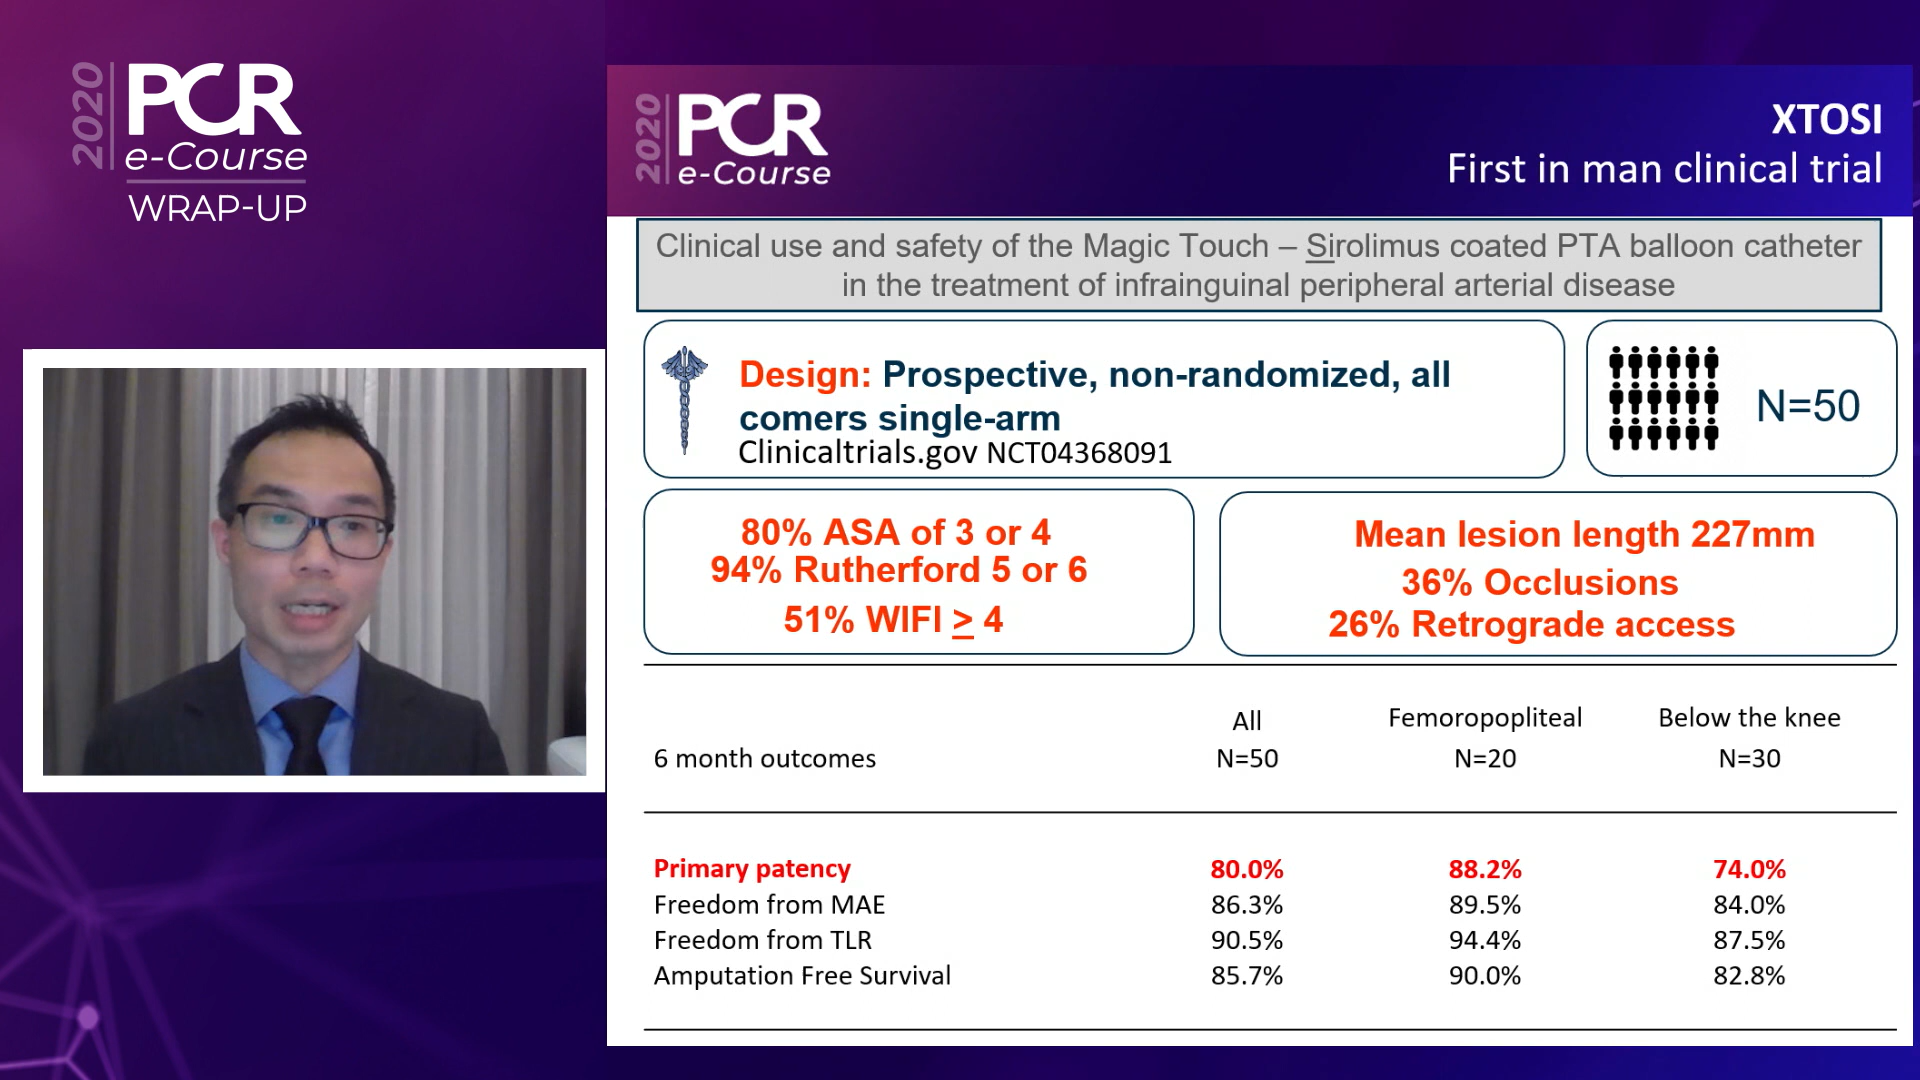 2020
PCR
e-Course
WRAP-UP
2020
PCR
e-Course
XTOSI
First in man clinical trial
Clinical use and safety of the Magic Touch – Sirolimus coated PTA balloon catheter
in the treatment of infrainguinal peripheral arterial disease
Design: Prospective, non-randomized, all
comers single-arm
Clinicaltrials.gov NCT04368091
N=50
80% ASA of 3 or 4
94% Rutherford 5 or 6
51% WIFI ≥ 4
Mean lesion length 227mm
36% Occlusions
26% Retrograde access
All Femoropopliteal Below the knee
6 month outcomes N=50 N=20 N=30
Primary patency 80.0% 88.2% 74.0%
Freedom from MAE 86.3% 89.5% 84.0%
Freedom from TLR 90.5% 94.4% 87.5%
Amputation Free Survival 85.7% 90.0% 82.8%